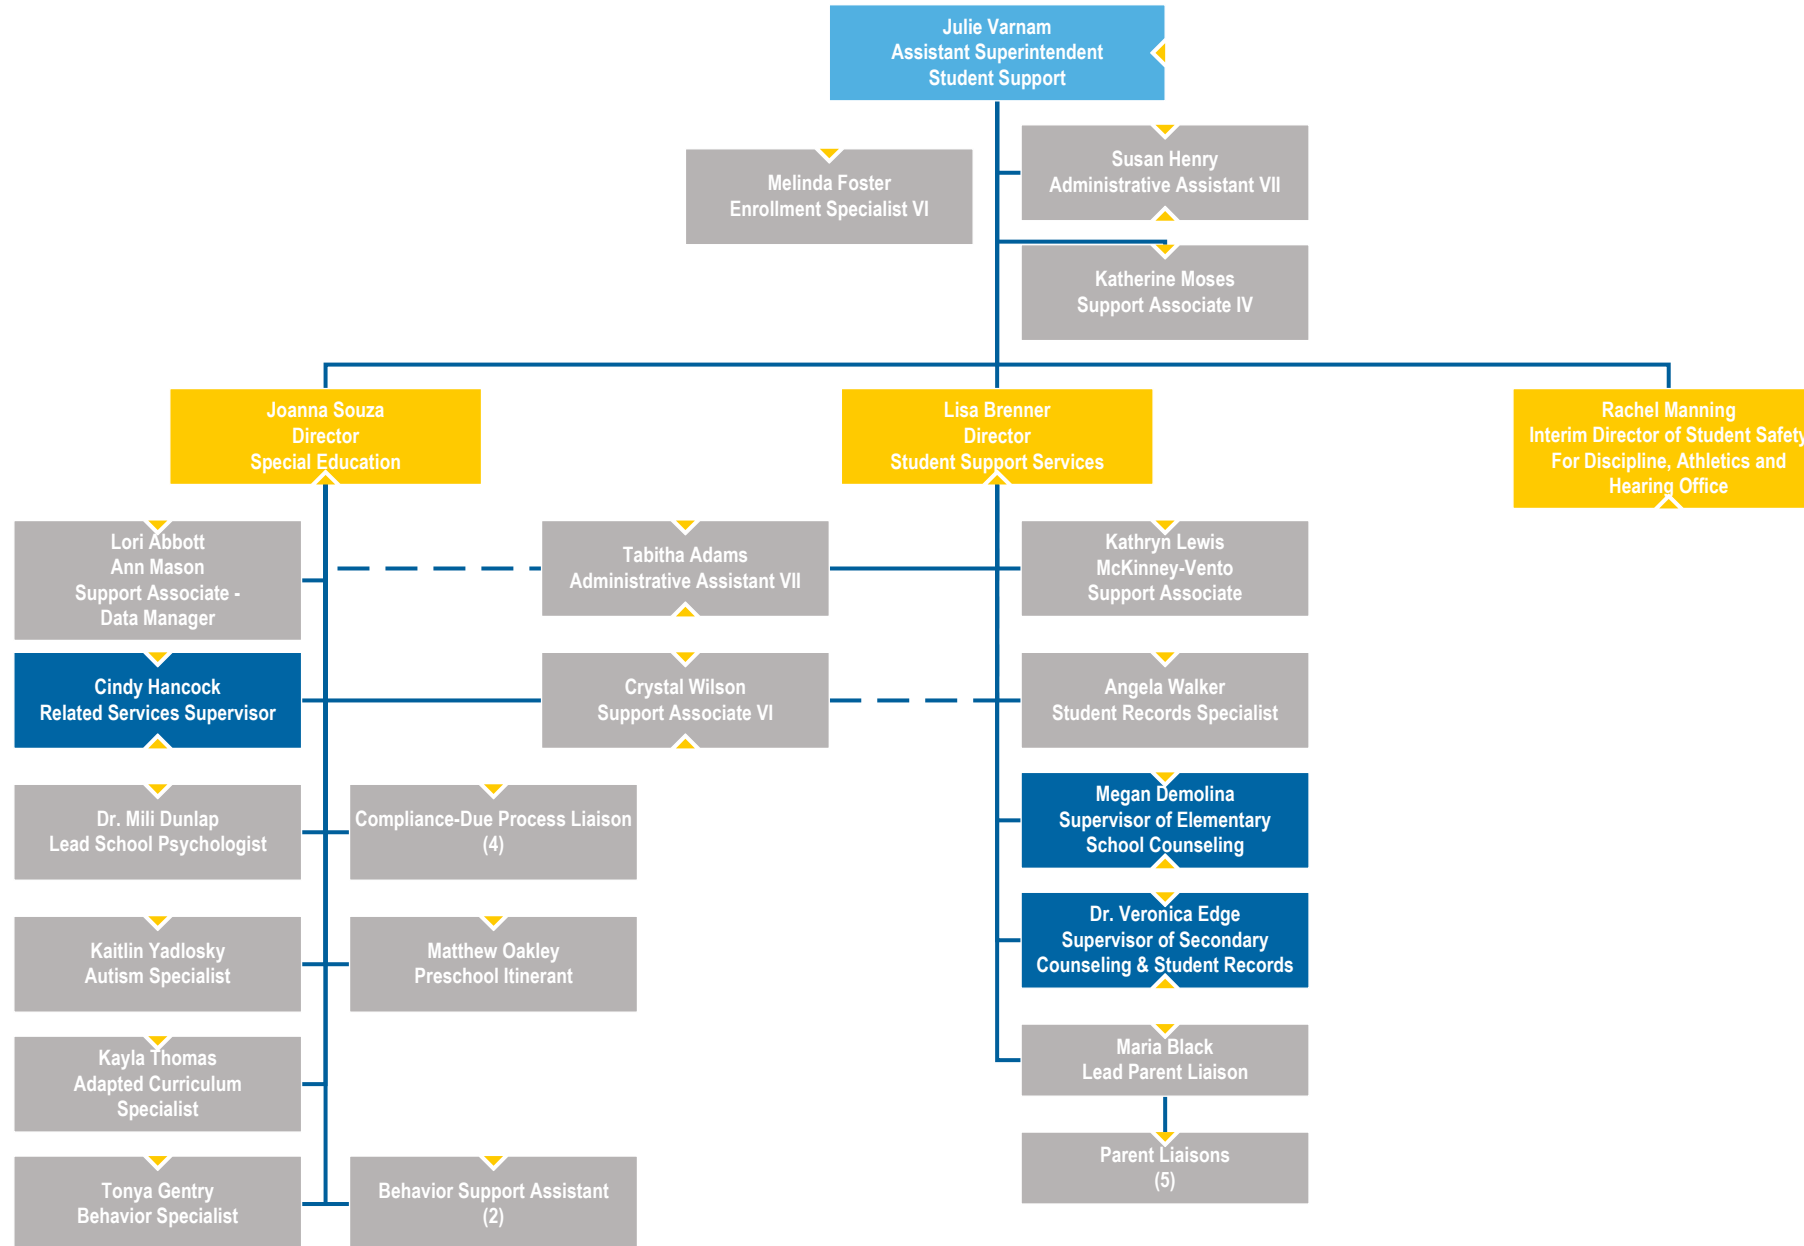 Julie Varnam
Assistant Superintendent
Student Support
Melinda Foster
Enrollment Specialist VI
Susan Henry
Administrative Assistant VII
Katherine Moses
Support Associate IV
Joanna Souza
Director
Special Education
Lisa Brenner
Director
Student Support Services
Rachel Manning
Interim Director of Student Safety
For Discipline, Athletics and
Hearing Office
Lori Abbott
Ann Mason
Support Associate -
Data Manager
Tabitha Adams
Administrative Assistant VII
Kathryn Lewis
McKinney-Vento
Support Associate
Cindy Hancock
Related Services Supervisor
Crystal Wilson
Support Associate VI
Angela Walker
Student Records Specialist
Dr. Mili Dunlap
Lead School Psychologist
Compliance-Due Process Liaison
(4)
Megan Demolina
Supervisor of Elementary
School Counseling
Kaitlin Yadlosky
Autism Specialist
Matthew Oakley
Preschool Itinerant
Dr. Veronica Edge
Supervisor of Secondary
Counseling & Student Records
Kayla Thomas
Adapted Curriculum
Specialist
Maria Black
Lead Parent Liaison
Tonya Gentry
Behavior Specialist
Behavior Support Assistant
(2)
Parent Liaisons
(5)